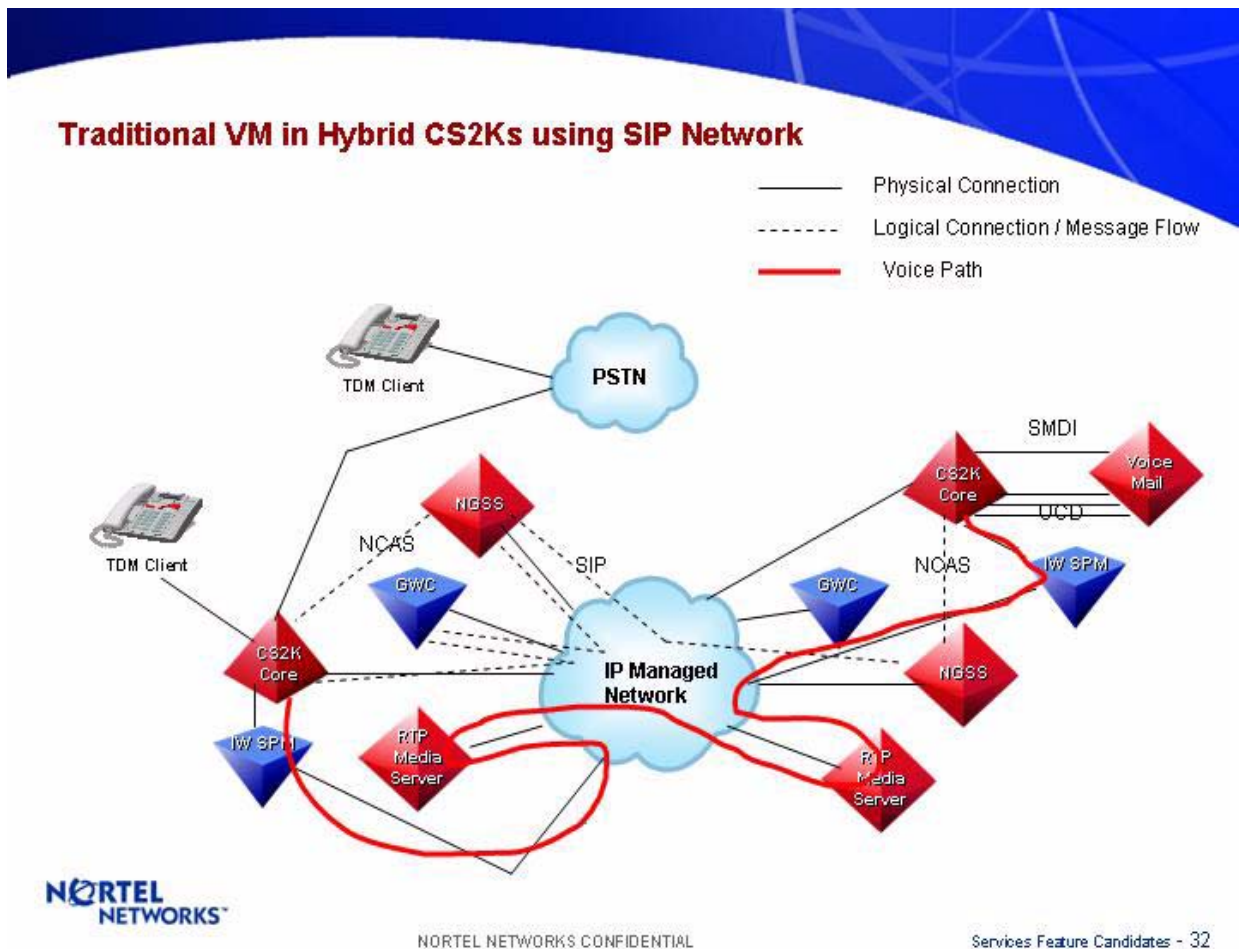 Traditional VM in Hybrid CS2Ks using SIP Network
Physical Connection
Logical Connection / Message Flow
Voice Path
TDM Client
PSTN
SMDI
CS2K
Core
Voice
Mail
UCD
NGSS
NCAS
SIP
TDM Client
GWC
GWC
NCAS
IW SPM
CS2K
Core
IP Managed
Network
NGSS
IW SPM
RTP
Media
Server
RTP
Media
Server
NORTEL
NETWORKS™
NORTEL NETWORKS CONFIDENTIAL
Services Feature Candidates - 32